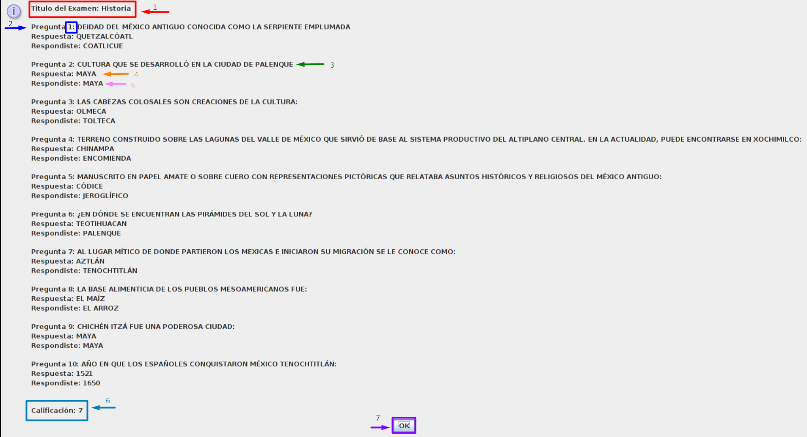 Titulo del Examen: Historia 1
2 Pregunta 1: DEIDAD DEL MÉXICO ANTIGUO CONOCIDA COMO LA SERPIENTE EMPLUMADA
Respuesta: QUETZALCÓATL
Respondiste: COATLICUE
Pregunta 2: CULTURA QUE SE DESARROLLÓ EN LA CIUDAD DE PALENQUE 3
Respuesta: MAYA 4
Respondiste: MAYA 5
Pregunta 3: LAS CABEZAS COLOSALES SON CREACIONES DE LA CULTURA:
Respuesta: OLMECA
Respondiste: TOLTECA
Pregunta 4: TERRENO CONSTRUIDO SOBRE LAS LAGUNAS DEL VALLE DE MÉXICO QUE SIRVIÓ DE BASE AL SISTEMA PRODUCTIVO DEL ALTIPLANO CENTRAL. EN LA ACTUALIDAD, PUEDE ENCONTRARSE EN XOCHIMILCO:
Respuesta: CHINAMPA
Respondiste: ENCOMIENDA
Pregunta 5: MANUSCRITO EN PAPEL AMATE O SOBRE CUERO CON REPRESENTACIONES PICTÓRICAS QUE RELATABA ASUNTOS HISTÓRICOS Y RELIGIOSOS DEL MÉXICO ANTIGUO:
Respuesta: CÓDICE
Respondiste: JEROGLÍFICO
Pregunta 6: ¿EN DÓNDE SE ENCUENTRAN LAS PIRÁMIDES DEL SOL Y LA LUNA?
Respuesta: TEOTIHUACAN
Respondiste: PALENQUE
Pregunta 7: AL LUGAR MÍTICO DE DONDE PARTIERON LOS MEXICAS E INICIARON SU MIGRACIÓN SE LE CONOCE COMO:
Respuesta: AZTLÁN
Respondiste: TENOCHTITLÁN
Pregunta 8: LA BASE ALIMENTICIA DE LOS PUEBLOS MESOAMERICANOS FUE:
Respuesta: EL MAÍZ
Respondiste: EL ARROZ
Pregunta 9: CHICHÉN ITZÁ FUE UNA PODEROSA CIUDAD:
Respuesta: MAYA
Respondiste: MAYA
Pregunta 10: AÑO EN QUE LOS ESPAÑOLES CONQUISTARON MÉXICO TENOCHTITLÁN:
Respuesta: 1521
Respondiste: 1650
Calificación: 7 6
7 OK